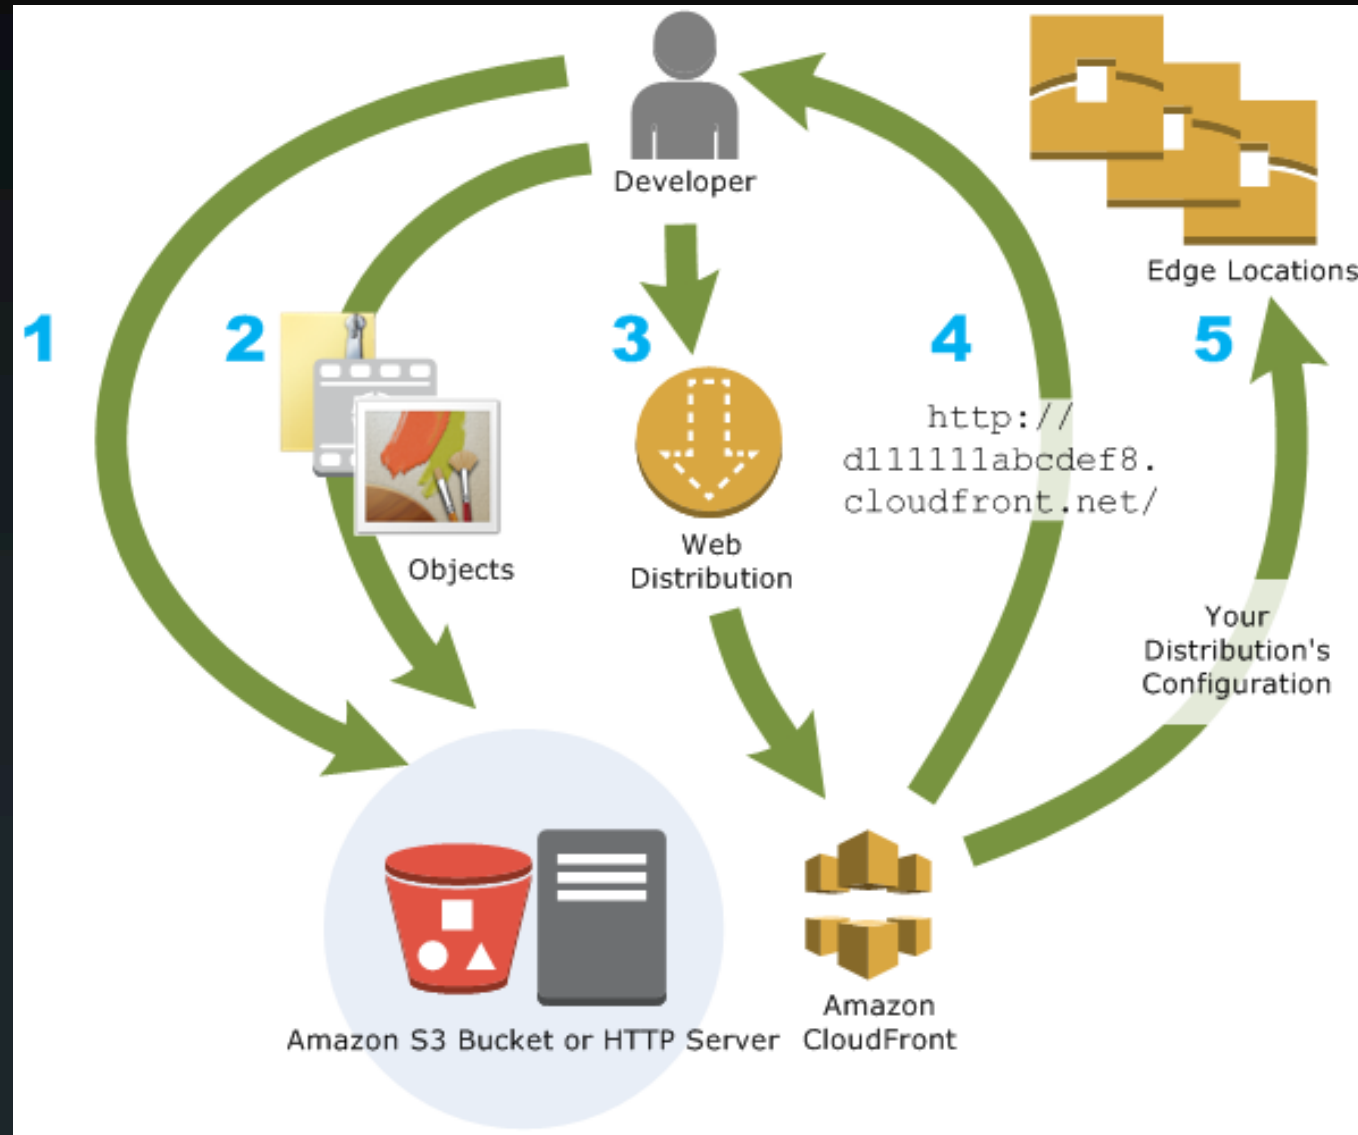 Developer
Edge Locations
1
2
3
4
5
http://
d111111abcdef8.
cloudfront.net/
Objects
Web
Distribution
Your
Distribution's
Configuration
Amazon S3 Bucket or HTTP Server
Amazon
CloudFront